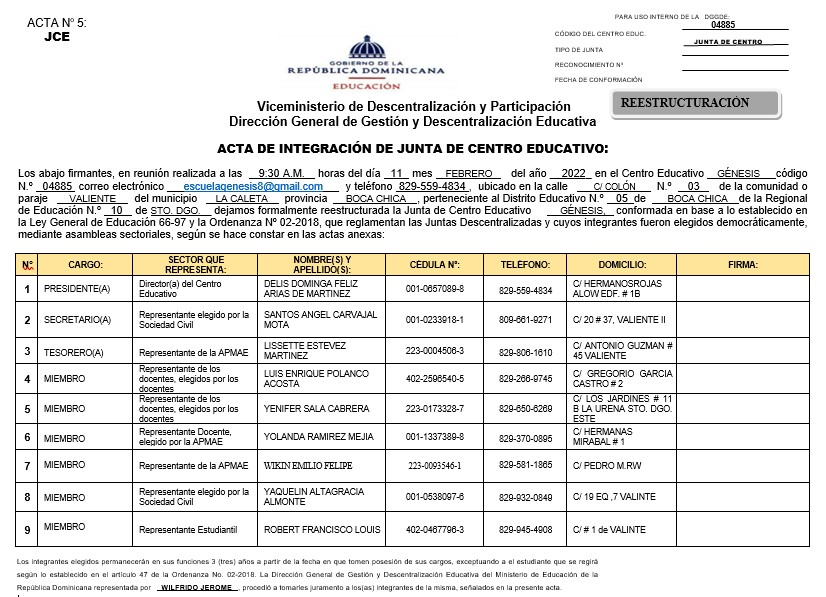 ACTA N° 5:
JCE
PARA USO INTERNO DE LA DGGDE:
CÓDIGO DEL CENTRO EDUC. 04885
TIPO DE JUNTA JUNTA DE CENTRO
RECONOCIMIENTO N°
FECHA DE CONFORMACIÓN
GOBIERNO DE LA
REPÚBLICA DOMINICANA
EDUCACIÓN
REESTRUCTURACIÓN
Viceministerio de Descentralización y Participación
Dirección General de Gestión y Descentralización Educativa
ACTA DE INTEGRACIÓN DE JUNTA DE CENTRO EDUCATIVO:
Los abajo firmantes, en reunión realizada a las 9:30 A.M. horas del día 11 mes FEBRERO del año 2022 en el Centro Educativo GÉNESIS código
N.º 04885 correo electrónico escuelagenesis8@gmail.com y teléfono 829-559-4834, ubicado en la calle C/ COLÓN N.º 03 de la comunidad o
paraje VALIENTE del municipio LA CALETA provincia BOCA CHICA, perteneciente al Distrito Educativo N.º 05 de BOCA CHICA de la Regional
de Educación N.º 10 de STO. DGO. dejamos formalmente reestructurada la Junta de Centro Educativo GÉNESIS, conformada en base a lo establecido en
la Ley General de Educación 66-97 y la Ordenanza Nº 02-2018, que reglamentan las Juntas Descentralizadas y cuyos integrantes fueron elegidos democráticamente,
mediante asambleas sectoriales, según se hace constar en las actas anexas:
Nº CARGO: SECTOR QUE REPRESENTA: NOMBRE(S) Y APELLIDO(S): CÉDULA Nº: TELÉFONO: DOMICILIO: FIRMA:
1 PRESIDENTE(A) Director(a) del Centro Educativo DELIS DOMINGA FELIZ ARIAS DE MARTINEZ 001-0657089-8 829-559-4834 C/ HERMANOSROJAS ALOW EDF. # 1B
2 SECRETARIO(A) Representante elegido por la Sociedad Civil SANTOS ANGEL CARVAJAL MOTA 001-0233918-1 809-661-9271 C/ 20 # 37, VALIENTE II
3 TESORERO(A) Representante de la APMAE LISSETTE ESTEVEZ MARTINEZ 223-0004506-3 829-806-1610 C/ ANTONIO GUZMAN # 45 VALIENTE
4 MIEMBRO Representante de los docentes, elegidos por los docentes LUIS ENRIQUE POLANCO ACOSTA 402-2596540-5 829-266-9745 C/ GREGORIO GARCIA CASTRO # 2
5 MIEMBRO Representante de los docentes, elegidos por los docentes YENIFER SALA CABRERA 223-0173328-7 829-650-6269 C/ LOS JARDINES # 11 B LA URENA STO. DGO. ESTE
6 MIEMBRO Representante Docente, elegido por la APMAE YOLANDA RAMIREZ MEJIA 001-1337389-8 829-370-0895 C/ HERMANAS MIRABAL # 1
7 MIEMBRO Representante de la APMAE WIKIN EMILIO FELIPE 223-0093546-1 829-581-1865 C/ PEDRO M.RW
8 MIEMBRO Representante elegido por la Sociedad Civil YAQUELIN ALTAGRACIA ALMONTE 001-0538097-6 829-932-0849 C/ 19 EQ ,7 VALINTE
9 MIEMBRO Representante Estudiantil ROBERT FRANCISCO LOUIS 402-0467796-3 829-945-4908 C/ # 1 de VALINTE
Los integrantes elegidos permanecerán en sus funciones 3 (tres) años a partir de la fecha en que tomen posesión de sus cargos, exceptuando a el estudiante que se regirá
según lo establecido en el artículo 47 de la Ordenanza No. 02-2018. La Dirección General de Gestión y Descentralización Educativa del Ministerio de Educación de la
República Dominicana representada por WILFRIDO JEROME, procedió a tomarles juramento a los(as) integrantes de la misma, señalados en la presente acta.